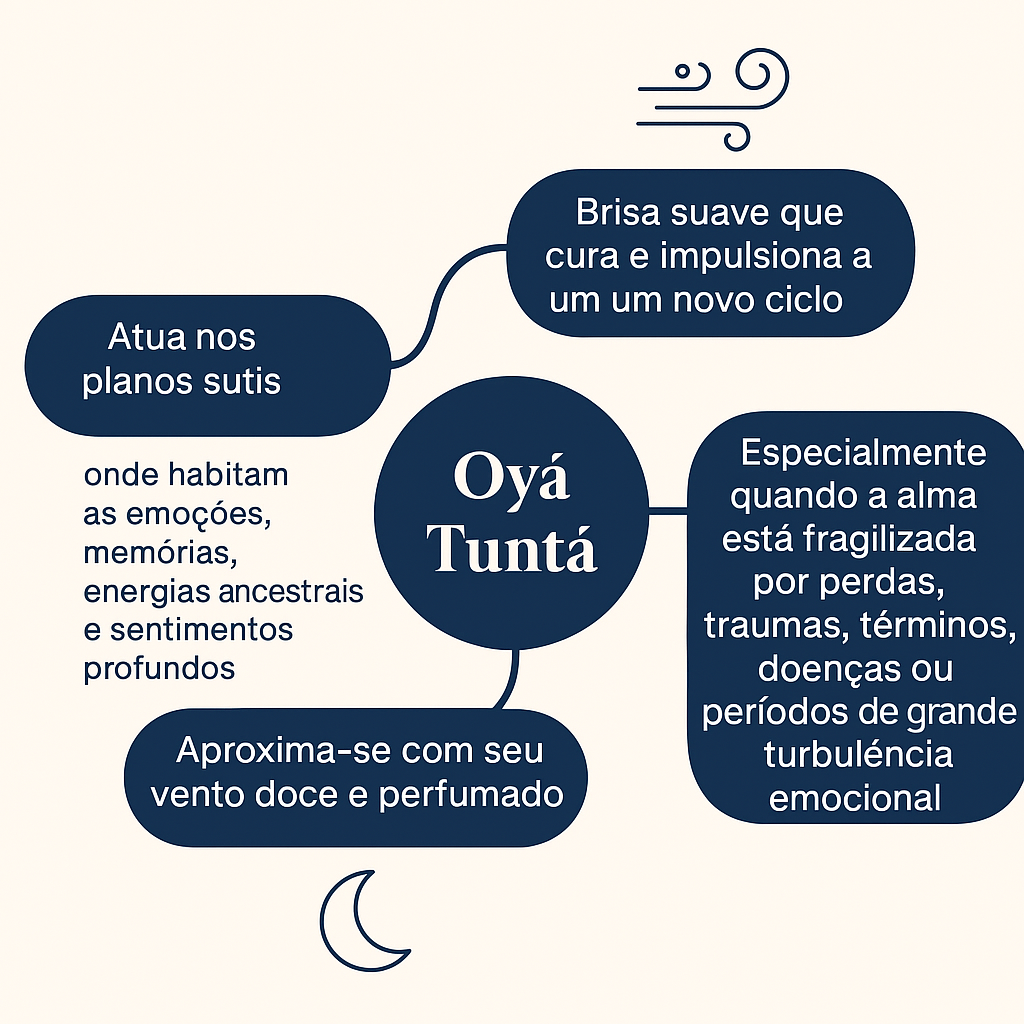 Brisa suave que
cura e impulsiona a
um um novo ciclo
Atua nos
planos sutis
onde habitam
as emoçóes,
memórias,
energias ancestrais
e sentimentos
profundos
Oyá
Tuntá
Especialmente
quando a alma
está fragilizada
por perdas,
traumas, términos,
doenças ou
períodos de grande
turbuléncia
emocional
Aproxima-se com seu
vento doce e perfumado